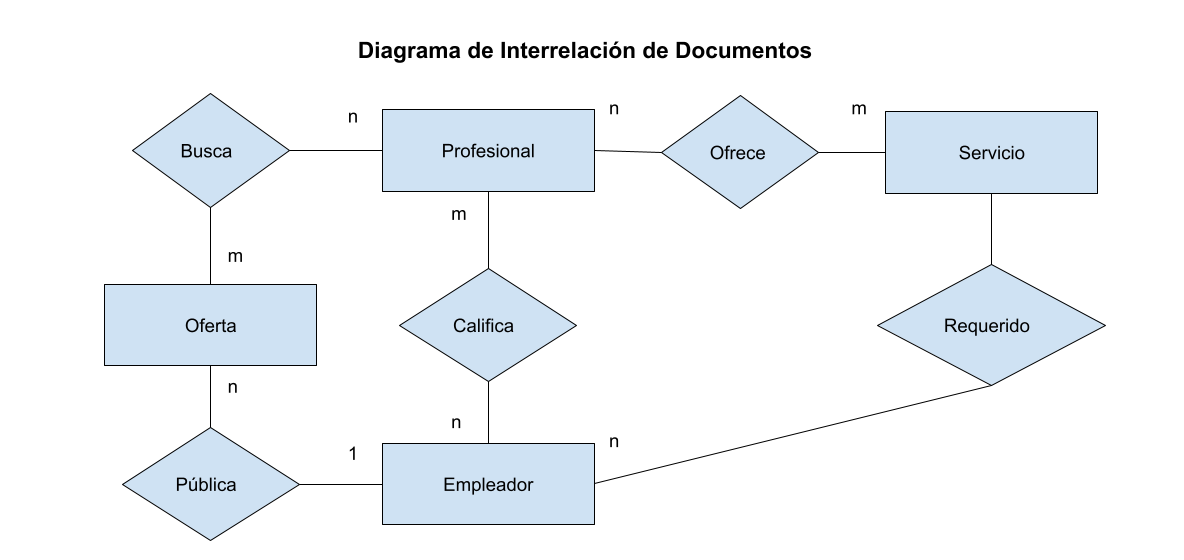 Diagrama de Interrelación de Documentos
n
n
m
Busca
Profesional
Ofrece
Servicio
m
m
Oferta
Califica
Requerido
n
n
n
1
Pública
Empleador